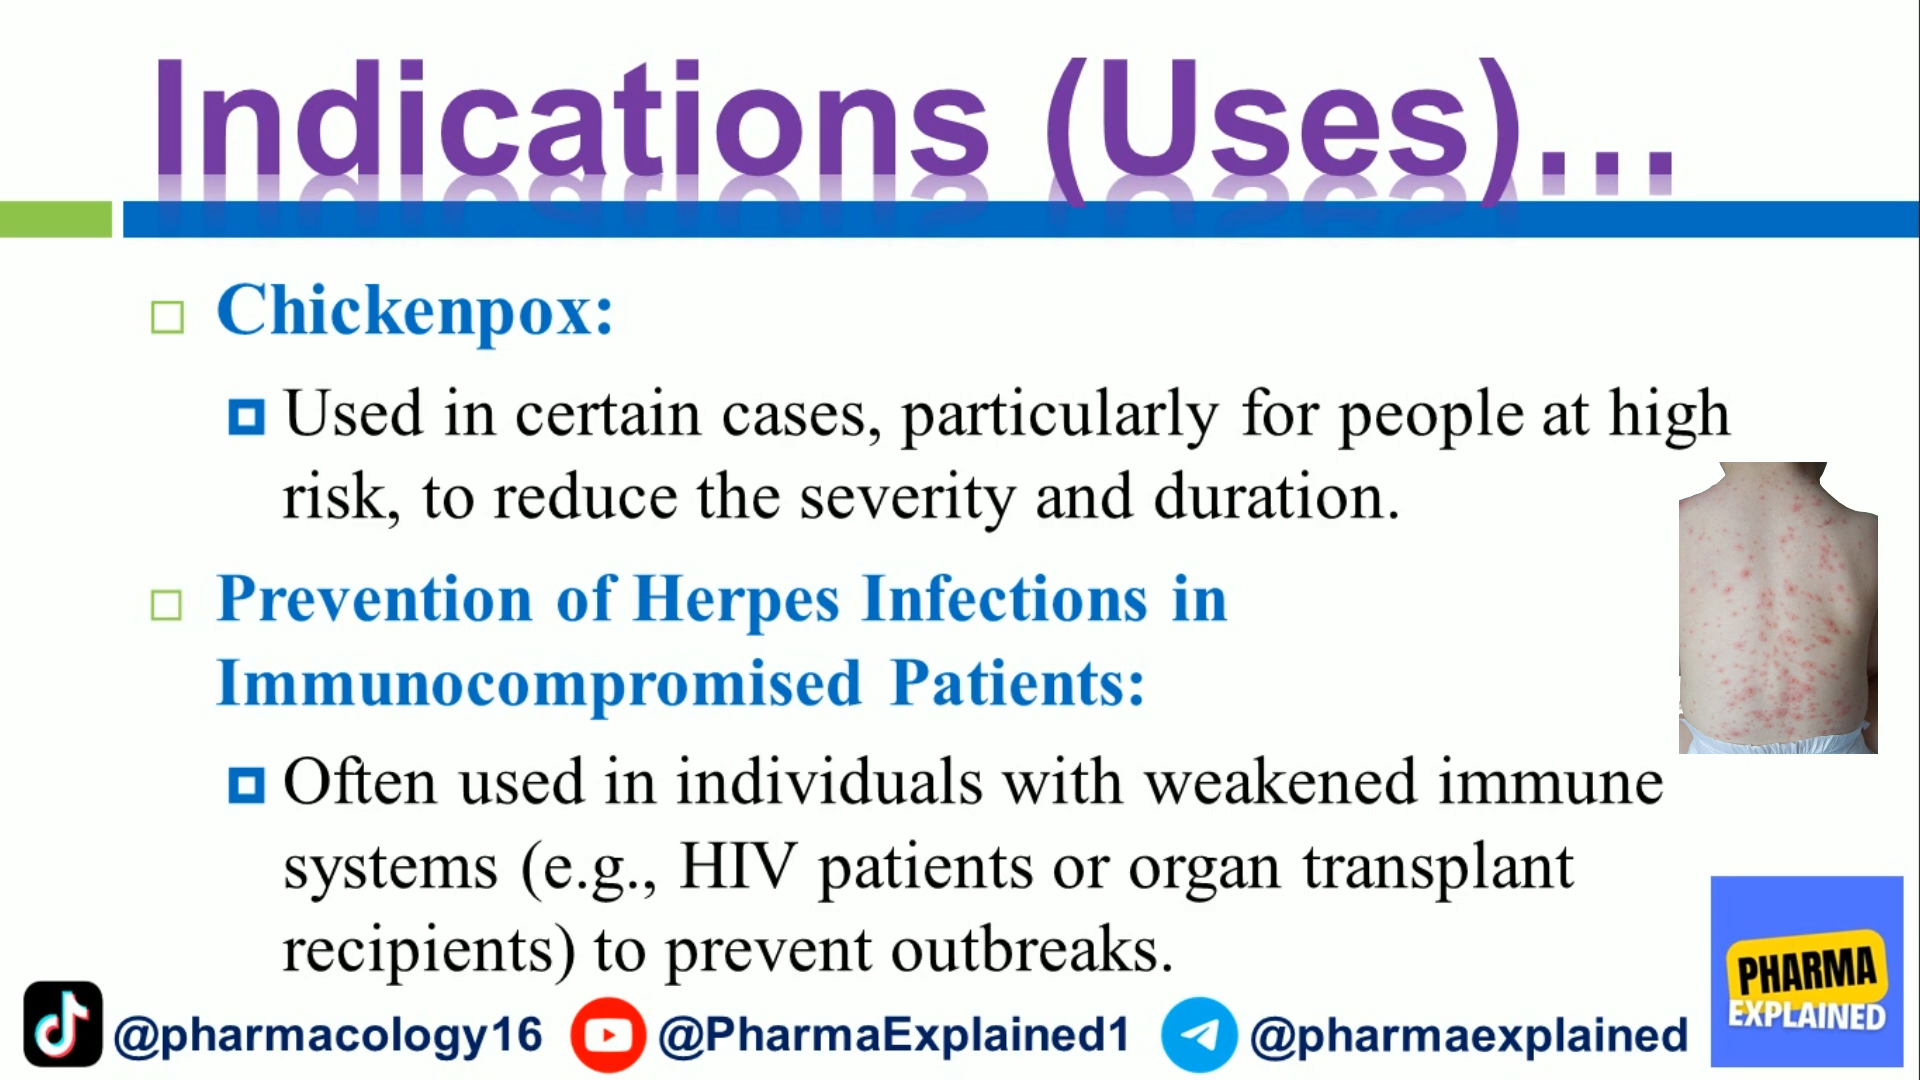 Indications (Uses)...
Chickenpox:
Used in certain cases, particularly for people at high
risk, to reduce the severity and duration.
Prevention of Herpes Infections in
Immunocompromised Patients:
Often used in individuals with weakened immune
systems (e.g., HIV patients or organ transplant
recipients) to prevent outbreaks.
@pharmacology16 @PharmaExplained1 @pharmaexplained
PHARMA
EXPLAINED